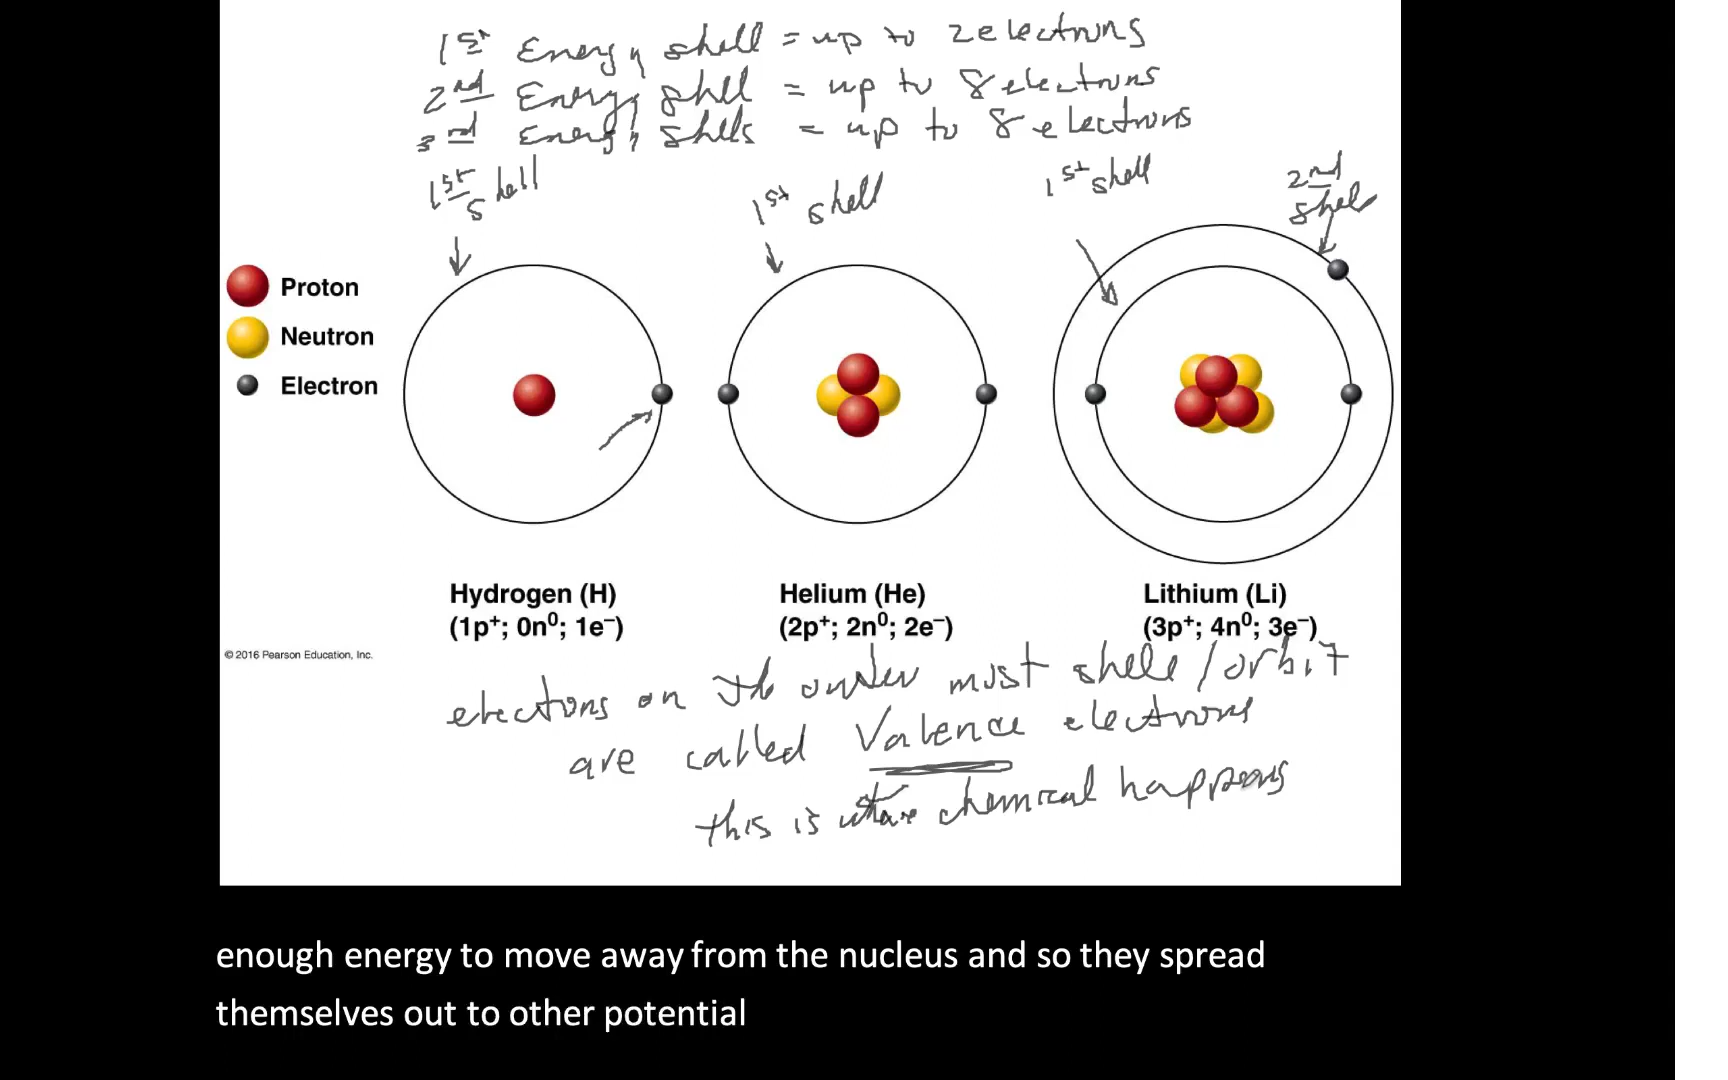 1st Energy shell = up to 2 electrons
2nd Energy shell = up to 8 electrons
3rd Energy shells = up to 8 electrons
1st shell
1st shell
1st shell
2nd shell
Proton
Neutron
Electron
Hydrogen (H)
(1p+; 0n0; 1e–)
Helium (He)
(2p+; 2n0; 2e–)
Lithium (Li)
(3p+; 4n0; 3e–)
© 2016 Pearson Education, Inc.
electrons on the outer most shell / orbit
are called Valence electrons
this is where chemical happens
enough energy to move away from the nucleus and so they spread
themselves out to other potential